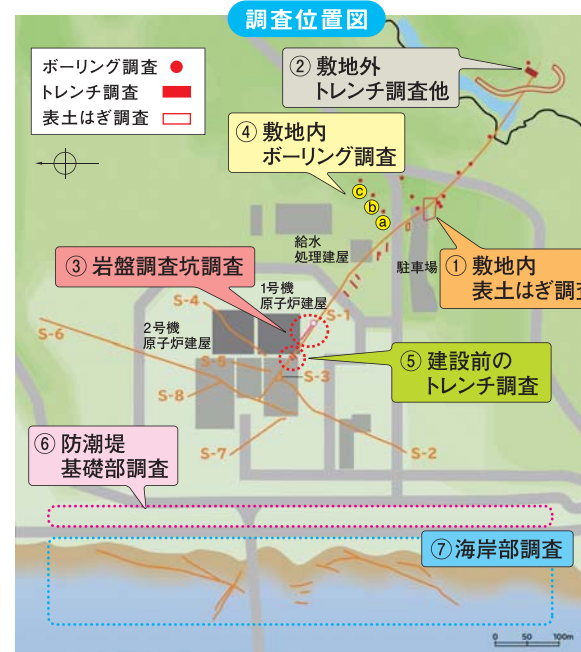 調査位置図
ボーリング調査
トレンチ調査
表土はぎ調査
② 敷地外
トレンチ調査他
④ 敷地内
ボーリング調査
c
b
a
給水
処理建屋
駐車場
① 敷地内
表土はぎ調
③ 岩盤調査坑調査
1号機
原子炉建屋
S-1
S-4
S-6
2号機
原子炉建屋
S-5
S-3
S-8
⑤ 建設前の
トレンチ調査
S-7
S-2
⑥ 防潮堤
基礎部調査
⑦ 海岸部調査
0 50 100m